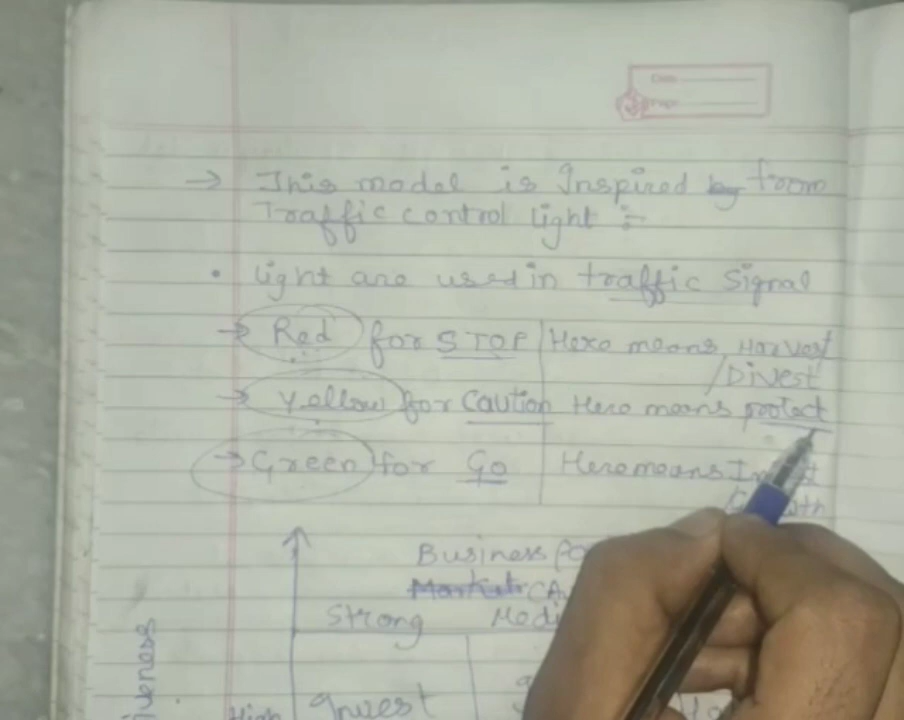 Date
Page
→ This model is Inspired by from
Traffic control light :-
• light are used in traffic signal
→ Red for STOP Here means Harvest
/Divest
→ Yellow for Caution Here means protect
→ Green for Go Here means
Business
Market
Strong
High Invest